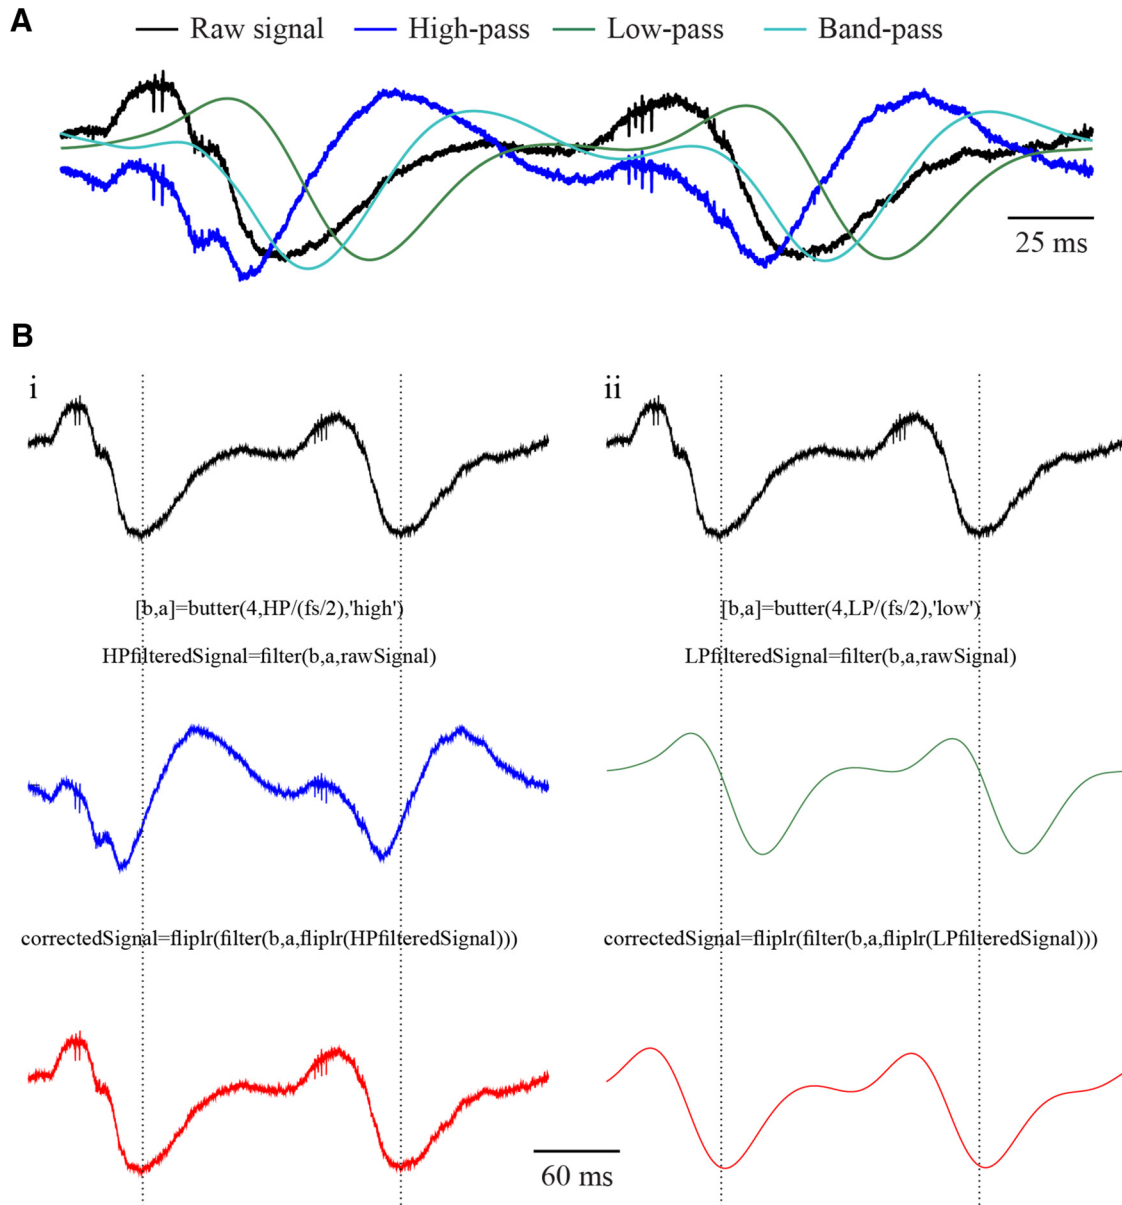 A
Raw signal High-pass Low-pass Band-pass
25 ms
B
i
ii
[b,a]=butter(4,HP/(fs/2),'high')
[b,a]=butter(4,LP/(fs/2),'low')
HPfilteredSignal=filter(b,a,rawSignal)
LPfilteredSignal=filter(b,a,rawSignal)
correctedSignal=fliplr(filter(b,a,fliplr(HPfilteredSignal)))
correctedSignal=fliplr(filter(b,a,fliplr(LPfilteredSignal)))
60 ms